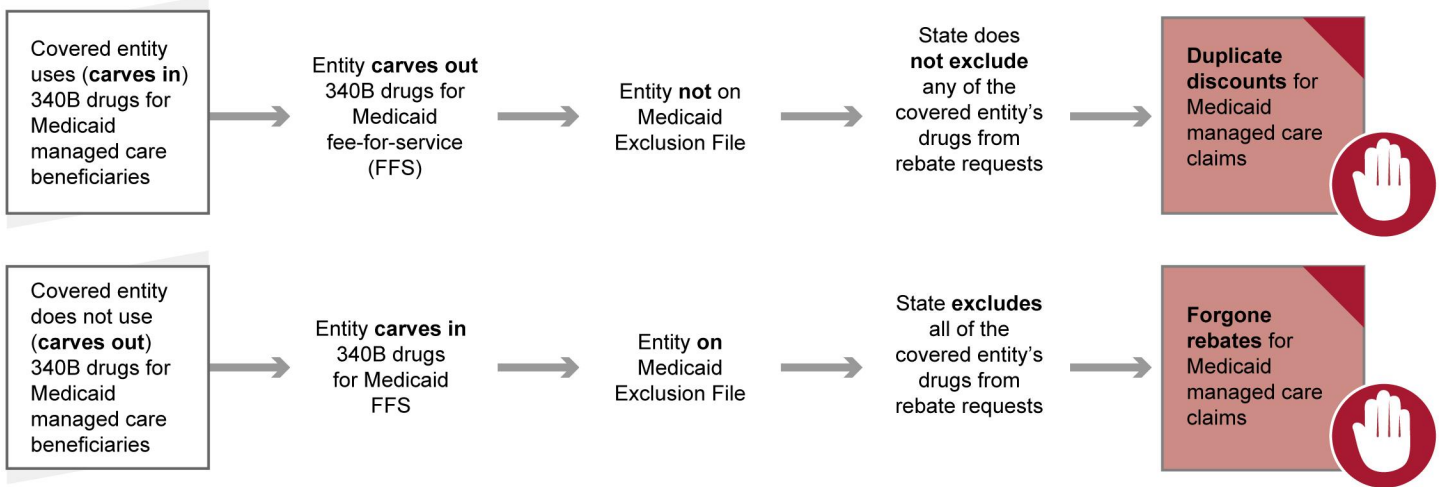 Covered entity
uses (carves in)
340B drugs for
Medicaid
managed care
beneficiaries
Entity carves out
340B drugs for
Medicaid
fee-for-service
(FFS)
Entity not on
Medicaid
Exclusion File
State does
not exclude
any of the
covered entity's
drugs from
rebate requests
Duplicate
discounts for
Medicaid
managed care
claims
Covered entity
does not use
(carves out)
340B drugs for
Medicaid
managed care
beneficiaries
Entity carves in
340B drugs
for Medicaid
FFS
Entity on
Medicaid
Exclusion File
State excludes
all of the
covered entity's
drugs from
rebate requests
Forgone
rebates for
Medicaid
managed care
claims